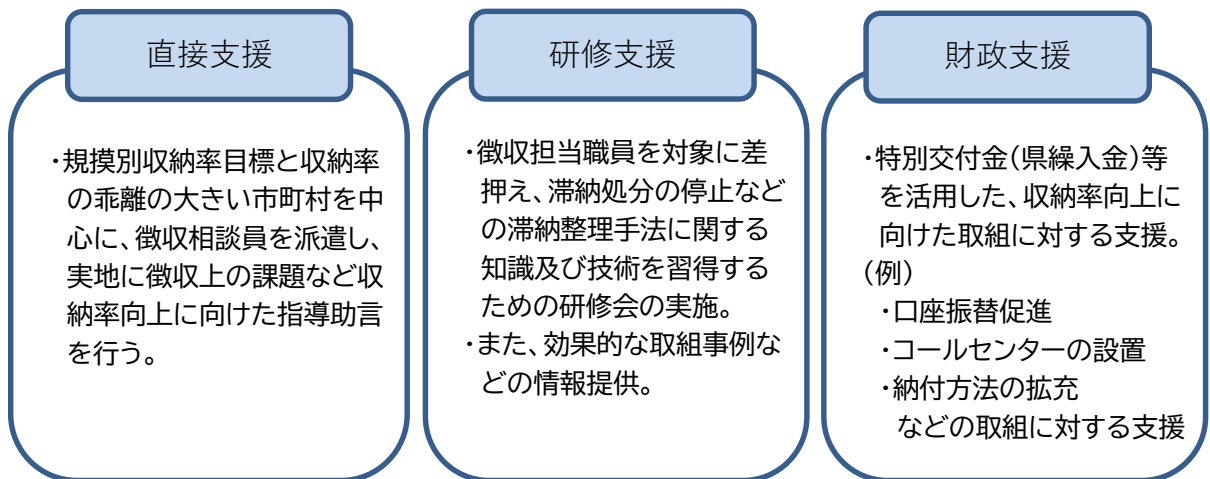 直接支援
・規模別収納率目標と収納率
の乖離の大きい市町村を中
心に、徴収相談員を派遣し、
実地に徴収上の課題など収
納率向上に向けた指導助言
を行う。
研修支援
・徴収担当職員を対象に差
押え、滞納処分の停止など
の滞納整理手法に関する
知識及び技術を習得する
ための研修会の実施。
・また、効果的な取組事例な
どの情報提供。
財政支援
・特別交付金(県繰入金)等
を活用した、収納率向上に
向けた取組に対する支援。
(例)
・口座振替促進
・コールセンターの設置
・納付方法の拡充
などの取組に対する支援